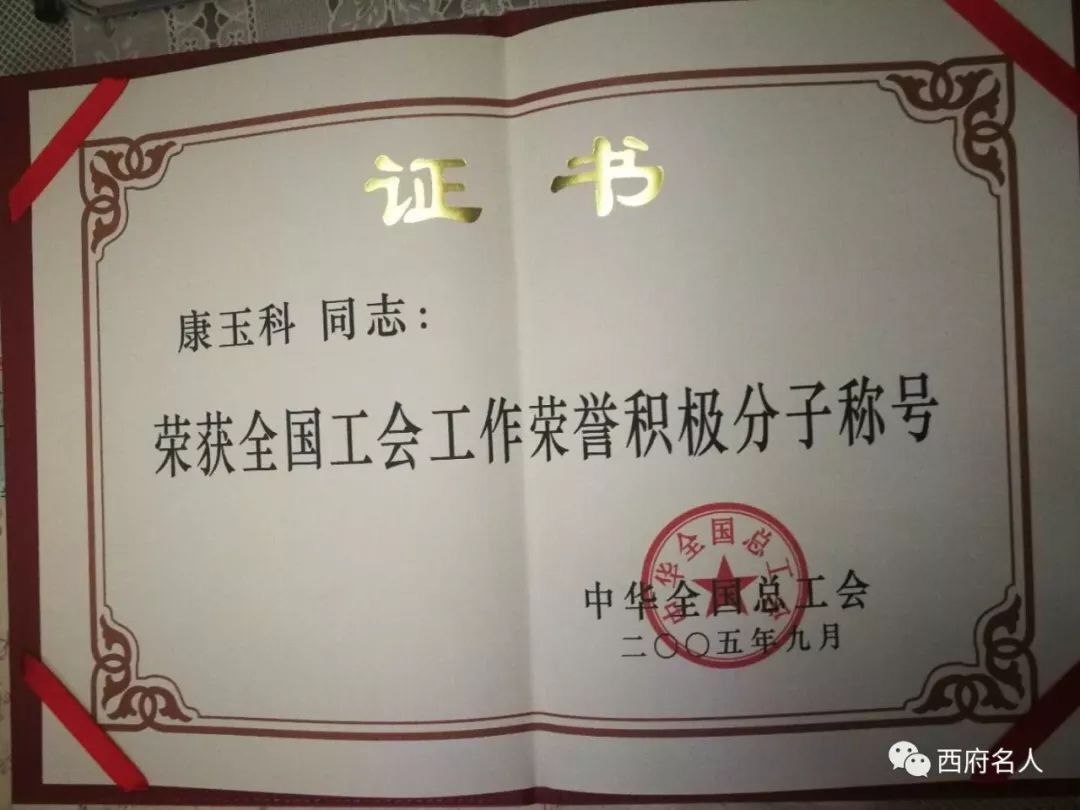 证书
康玉科 同志：
荣获全国工会工作荣誉积极分子称号
中华全国总工会
中华全国总工会
二〇〇五年九月
西府名人